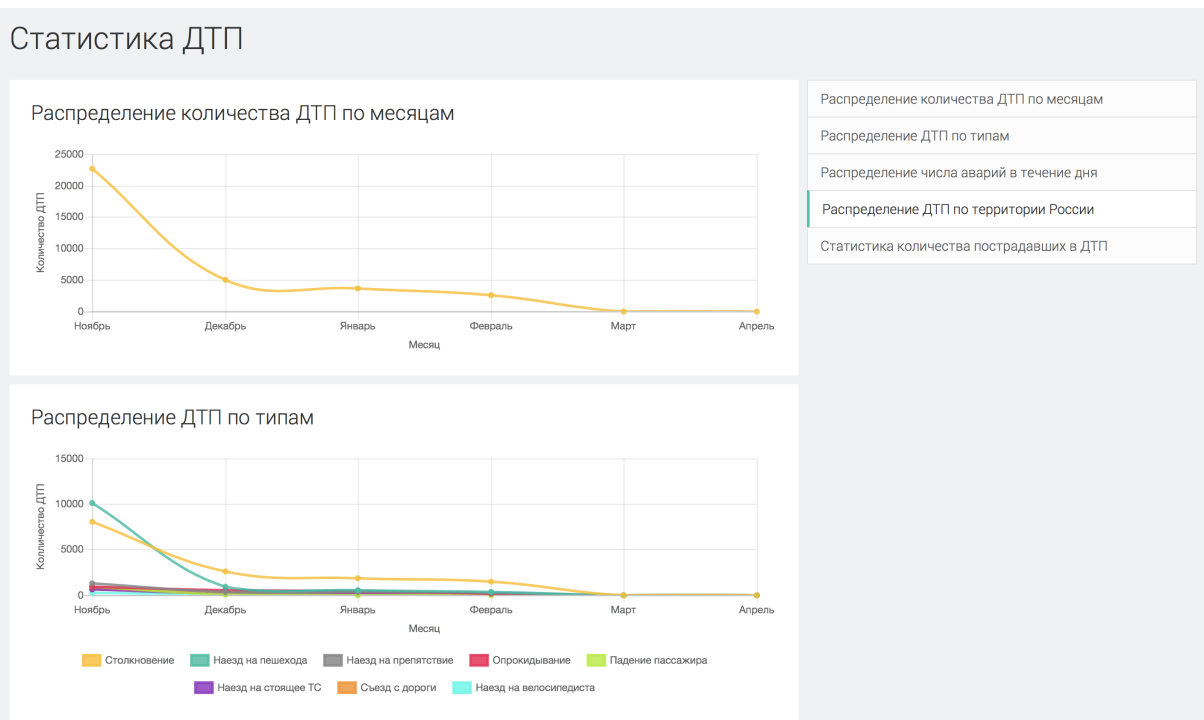 Статистика ДТП
Распределение количества ДТП по месяцам
25000
20000
15000
10000
5000
0
Количество ДТП
Ноябрь Декабрь Январь Февраль Март Апрель
Месяц
Распределение ДТП по типам
15000
10000
5000
0
Колличество ДТП
Ноябрь Декабрь Январь Февраль Март Апрель
Месяц
Столкновение Наезд на пешехода Наезд на препятствие Опрокидывание Падение пассажира
Наезд на стоящее ТС Съезд с дороги Наезд на велосипедиста
Распределение количества ДТП по месяцам
Распределение ДТП по типам
Распределение числа аварий в течение дня
Распределение ДТП по территории России
Статистика количества пострадавших в ДТП